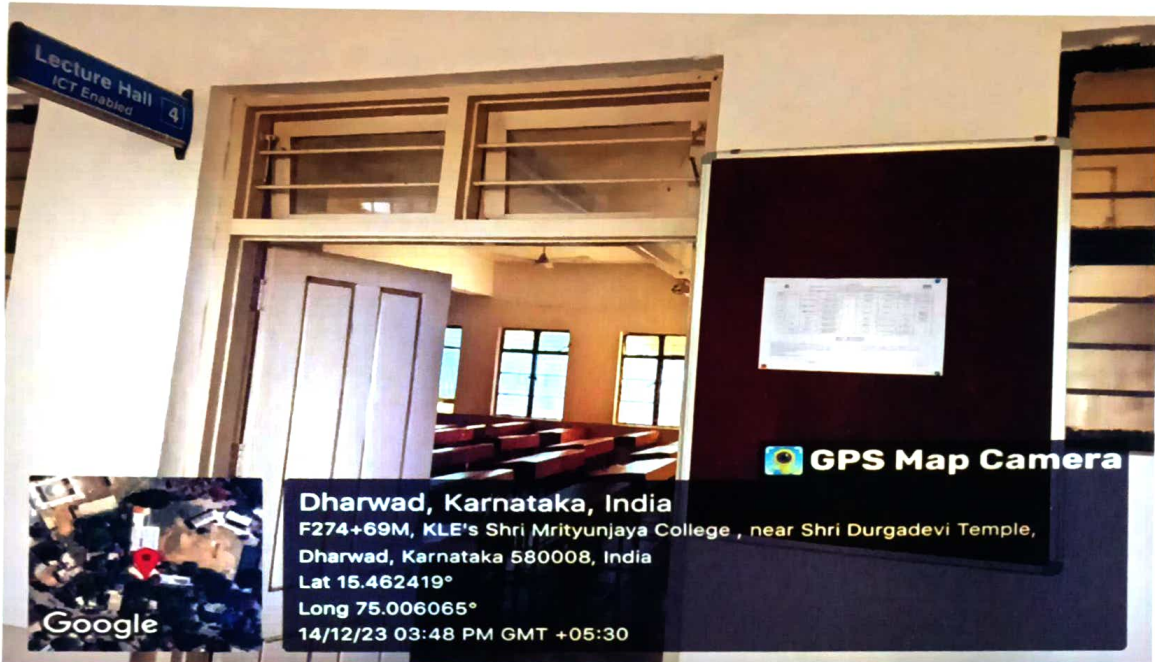 Lecture Hall 4
ICT Enabled
GPS Map Camera
Dharwad, Karnataka, India
F274+69M, KLE's Shri Mrityunjaya College , near Shri Durgadevi Temple,
Dharwad, Karnataka 580008, India
Lat 15.462419°
Long 75.006065°
14/12/23 03:48 PM GMT +05:30
Google